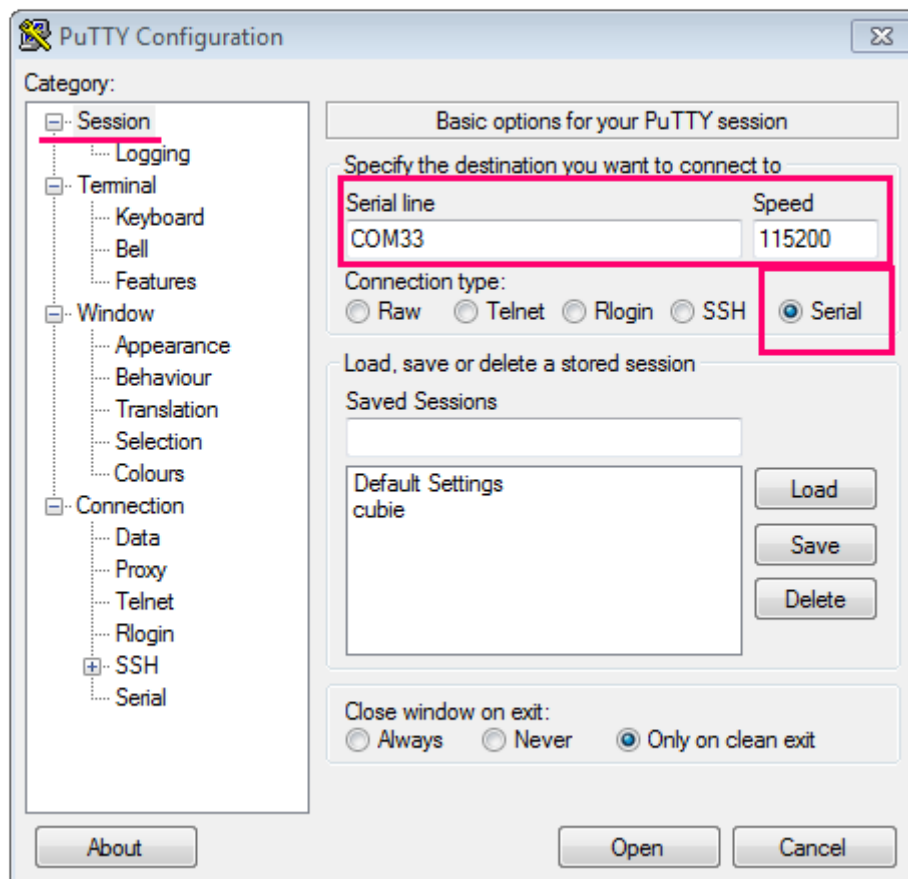 PuTTY Configuration
Category:
Session
Logging
Terminal
Keyboard
Bell
Features
Window
Appearance
Behaviour
Translation
Selection
Colours
Connection
Data
Proxy
Telnet
Rlogin
SSH
Serial
Basic options for your PuTTY session
Specify the destination you want to connect to
Serial line Speed
COM33 115200
Connection type:
Raw Telnet Rlogin SSH Serial
Load, save or delete a stored session
Saved Sessions
Default Settings
cubie
Load
Save
Delete
Close window on exit:
Always Never Only on clean exit
About Open Cancel